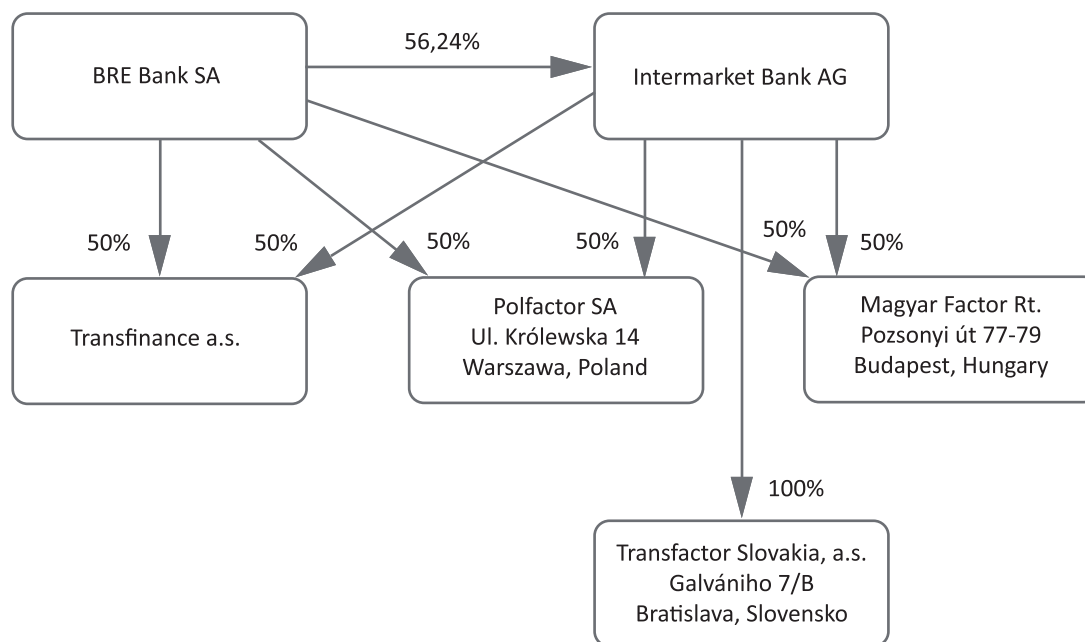 56,24%
BRE Bank SA
Intermarket Bank AG
50%
50%
50%
50%
50%
50%
Transfinance a.s.
Polfactor SA
Ul. Królewska 14
Warszawa, Poland
Magyar Factor Rt.
Pozsonyi út 77-79
Budapest, Hungary
100%
Transfactor Slovakia, a.s.
Galvániho 7/B
Bratislava, Slovensko